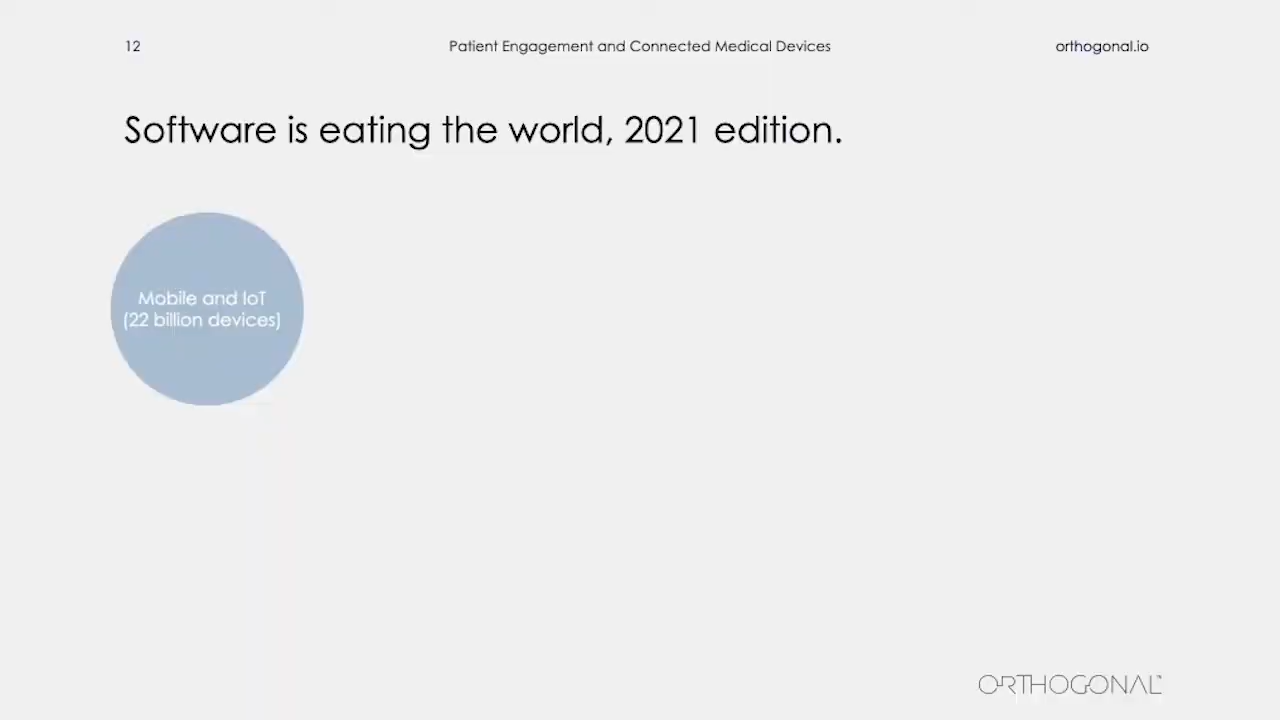 12
Patient Engagement and Connected Medical Devices
orthogonal.io
Software is eating the world, 2021 edition.
Mobile and IoT
(22 billion devices)
ORTHOGONAL™